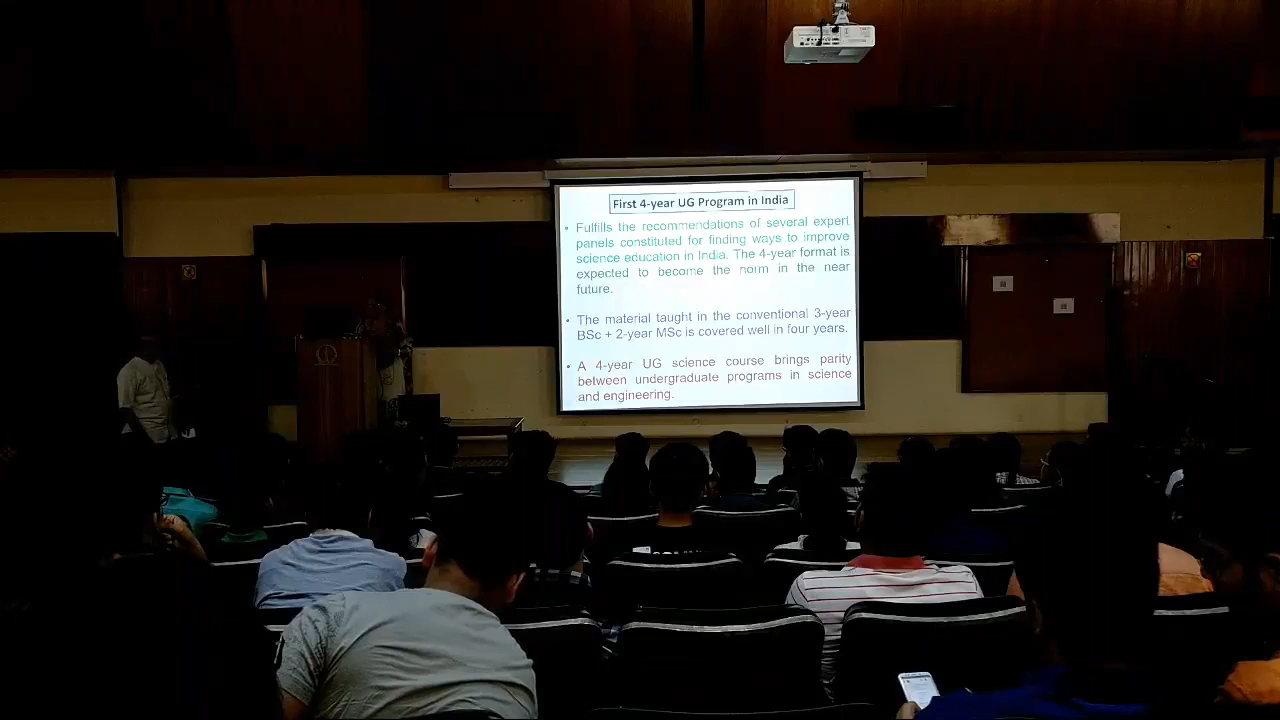 First 4-year UG Program in India
• Fulfills the recommendations of several expert
panels constituted for finding ways to improve
science education in India. The 4-year format is
expected to become the norm in the near
future.
• The material taught in the conventional 3-year
BSc + 2-year MSc is covered well in four years.
• A 4-year UG science course brings parity
between undergraduate programs in science
and engineering.